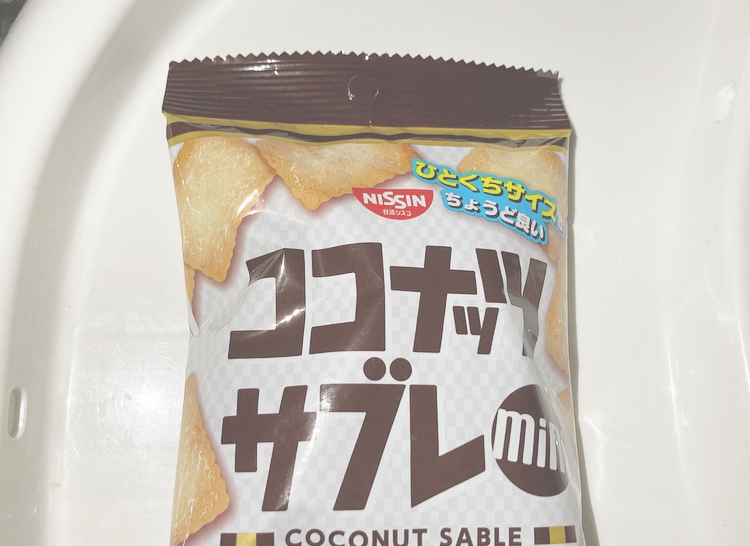 ひとくちサイズ
ちょうど良い
NISSIN
日清シスコ
ココナッツ
サブレ
mini
COCONUT SABLE